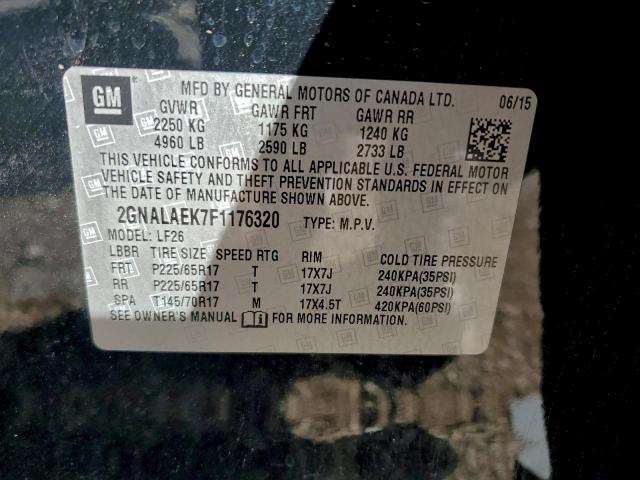 GM
MFD BY GENERAL MOTORS OF CANADA LTD. 06/15
GVWR GAWR FRT GAWR RR
2250 KG 1175 KG 1240 KG
4960 LB 2590 LB 2733 LB
THIS VEHICLE CONFORMS TO ALL APPLICABLE U.S. FEDERAL MOTOR
VEHICLE SAFETY AND THEFT PREVENTION STANDARDS IN EFFECT ON
THE DATE OF MANUFACTURE SHOWN ABOVE.
2GNALAEK7F1176320 TYPE: M.P.V.
MODEL: LF26
LBBR TIRE SIZE SPEED RTG RIM COLD TIRE PRESSURE
FRT P225/65R17 T 17X7J 240KPA(35PSI)
RR P225/65R17 T 17X7J 240KPA(35PSI)
SPA T145/70R17 M 17X4.5T 420KPA(60PSI)
SEE OWNER'S MANUAL FOR MORE INFORMATION.